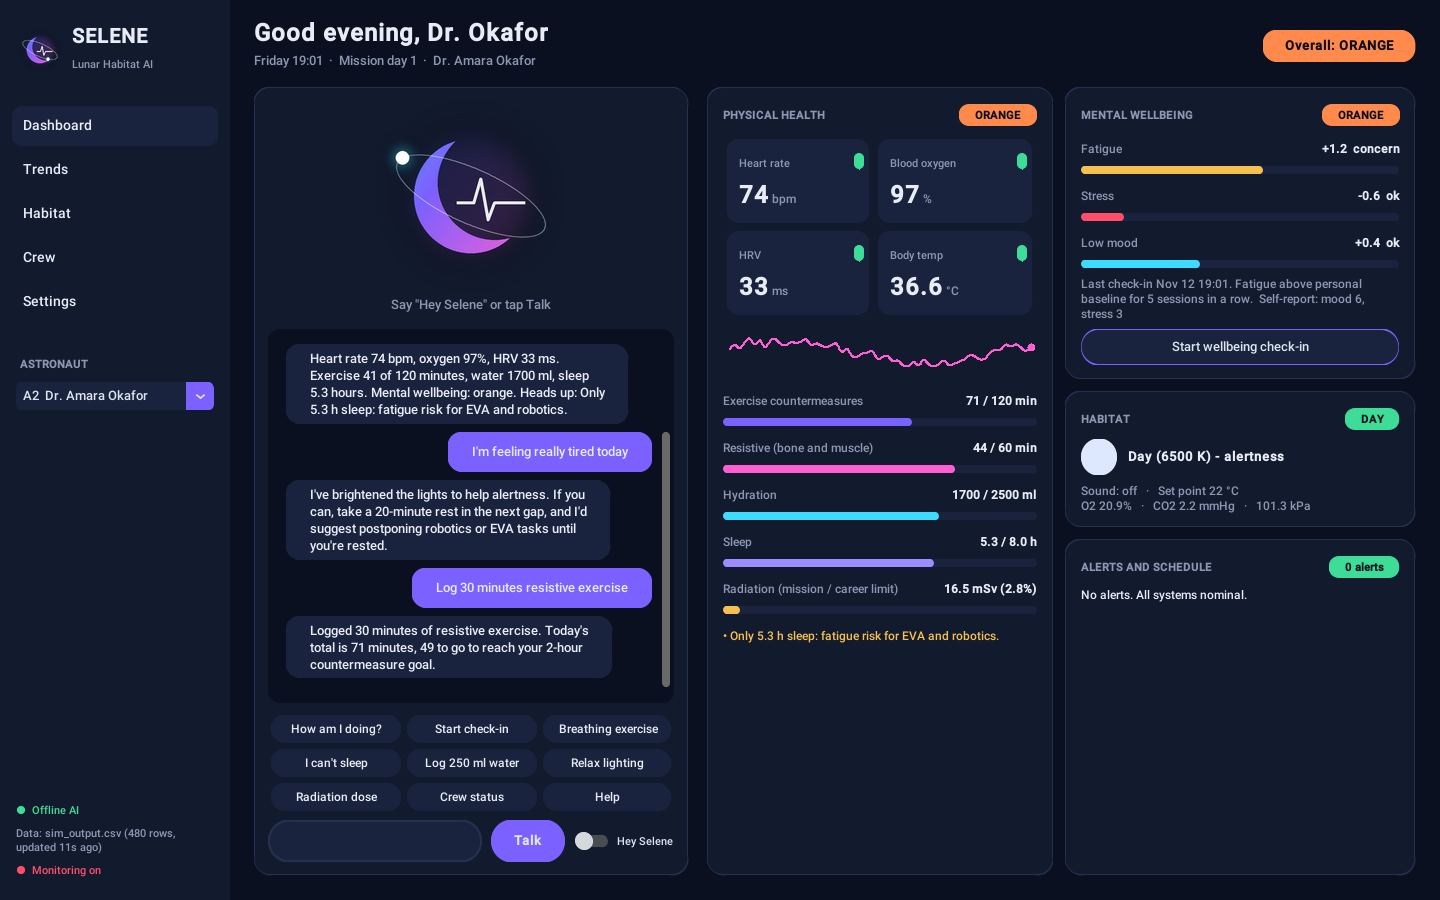 SELENE
Lunar Habitat AI
Dashboard
Trends
Habitat
Crew
Settings
ASTRONAUT
A2 Dr. Amara Okafor
Offline AI
Data: sim_output.csv (480 rows,
updated 11s ago)
Monitoring on
Good evening, Dr. Okafor
Friday 19:01 · Mission day 1 · Dr. Amara Okafor
Overall: ORANGE
Say "Hey Selene" or tap Talk
Heart rate 74 bpm, oxygen 97%, HRV 33 ms.
Exercise 41 of 120 minutes, water 1700 ml, sleep
5.3 hours. Mental wellbeing: orange. Heads up: Only
5.3 h sleep: fatigue risk for EVA and robotics.
I'm feeling really tired today
I've brightened the lights to help alertness. If you
can, take a 20-minute rest in the next gap, and I'd
suggest postponing robotics or EVA tasks until
you're rested.
Log 30 minutes resistive exercise
Logged 30 minutes of resistive exercise. Today's
total is 71 minutes, 49 to go to reach your 2-hour
countermeasure goal.
How am I doing?
Start check-in
Breathing exercise
I can't sleep
Log 250 ml water
Relax lighting
Radiation dose
Crew status
Help
Talk
Hey Selene
PHYSICAL HEALTH
ORANGE
Heart rate
74 bpm
Blood oxygen
97 %
HRV
33 ms
Body temp
36.6 °C
Exercise countermeasures 71 / 120 min
Resistive (bone and muscle) 44 / 60 min
Hydration 1700 / 2500 ml
Sleep 5.3 / 8.0 h
Radiation (mission / career limit) 16.5 mSv (2.8%)
• Only 5.3 h sleep: fatigue risk for EVA and robotics.
MENTAL WELLBEING
ORANGE
Fatigue +1.2 concern
Stress -0.6 ok
Low mood +0.4 ok
Last check-in Nov 12 19:01. Fatigue above personal
baseline for 5 sessions in a row. Self-report: mood 6,
stress 3
Start wellbeing check-in
HABITAT
DAY
Day (6500 K) - alertness
Sound: off · Set point 22 °C
O2 20.9% · CO2 2.2 mmHg · 101.3 kPa
ALERTS AND SCHEDULE
0 alerts
No alerts. All systems nominal.